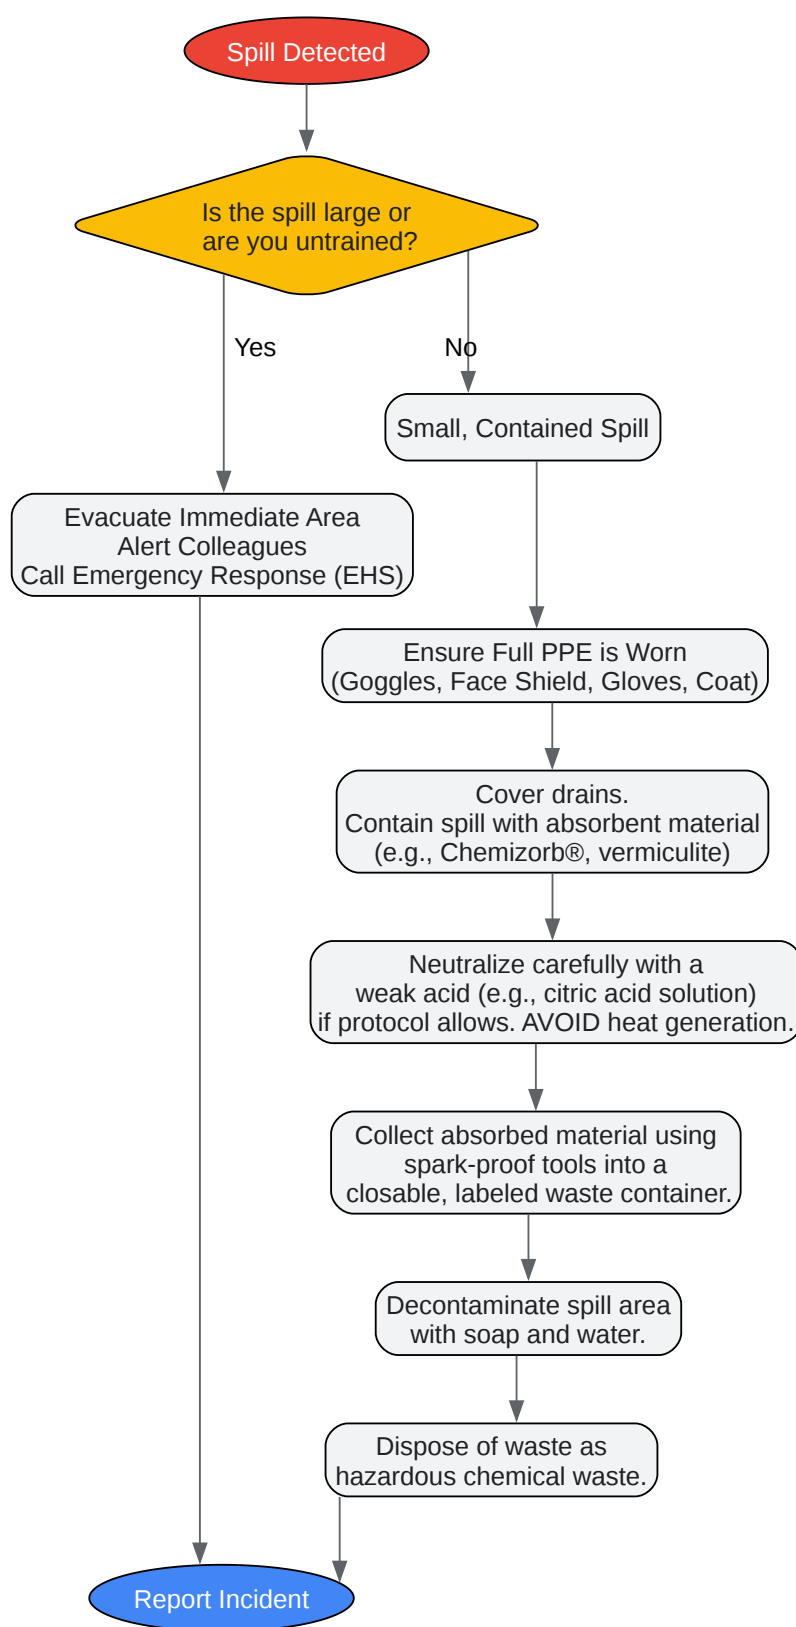 Spill Detected
Is the spill large or
are you untrained?
Yes
No
Small, Contained Spill
Evacuate Immediate Area
Alert Colleagues
Call Emergency Response (EHS)
Ensure Full PPE is Worn
(Goggles, Face Shield, Gloves, Coat)
Cover drains.
Contain spill with absorbent material
(e.g., Chemizorb®, vermiculite)
Neutralize carefully with a
weak acid (e.g., citric acid solution)
if protocol allows. AVOID heat generation.
Collect absorbed material using
spark-proof tools into a
closable, labeled waste container.
Decontaminate spill area
with soap and water.
Dispose of waste as
hazardous chemical waste.
Report Incident